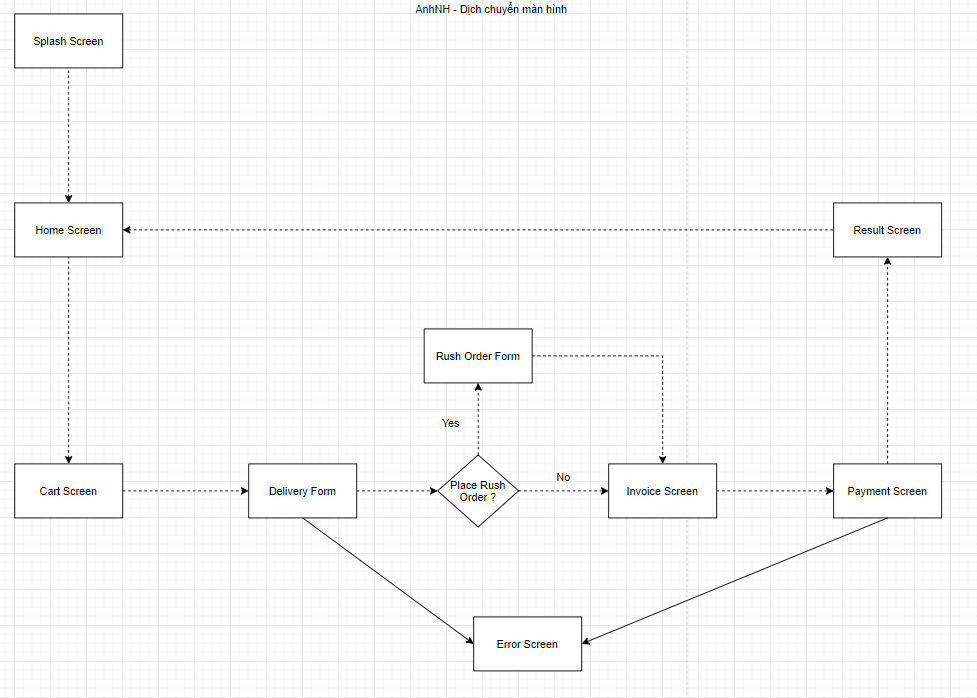 AnhNH - Dịch chuyển màn hình
Splash Screen
Home Screen
Result Screen
Rush Order Form
Yes
Cart Screen
Delivery Form
Place Rush
Order ?
No
Invoice Screen
Payment Screen
Error Screen